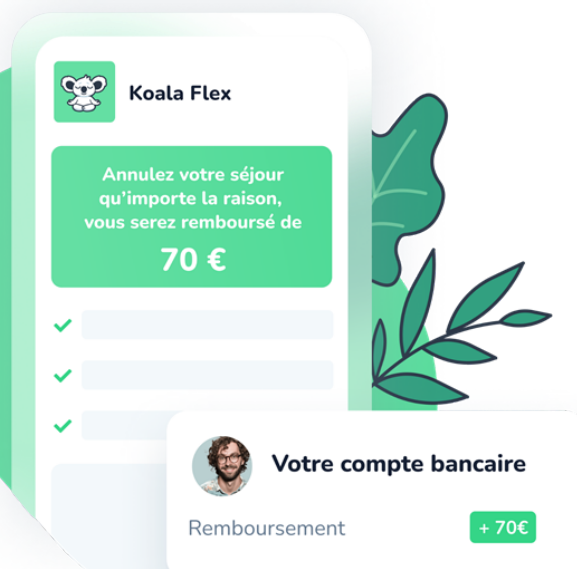 Koala Flex
Annulez votre séjour
qu’importe la raison,
vous serez remboursé de
70 €
Votre compte bancaire
Remboursement
+ 70€